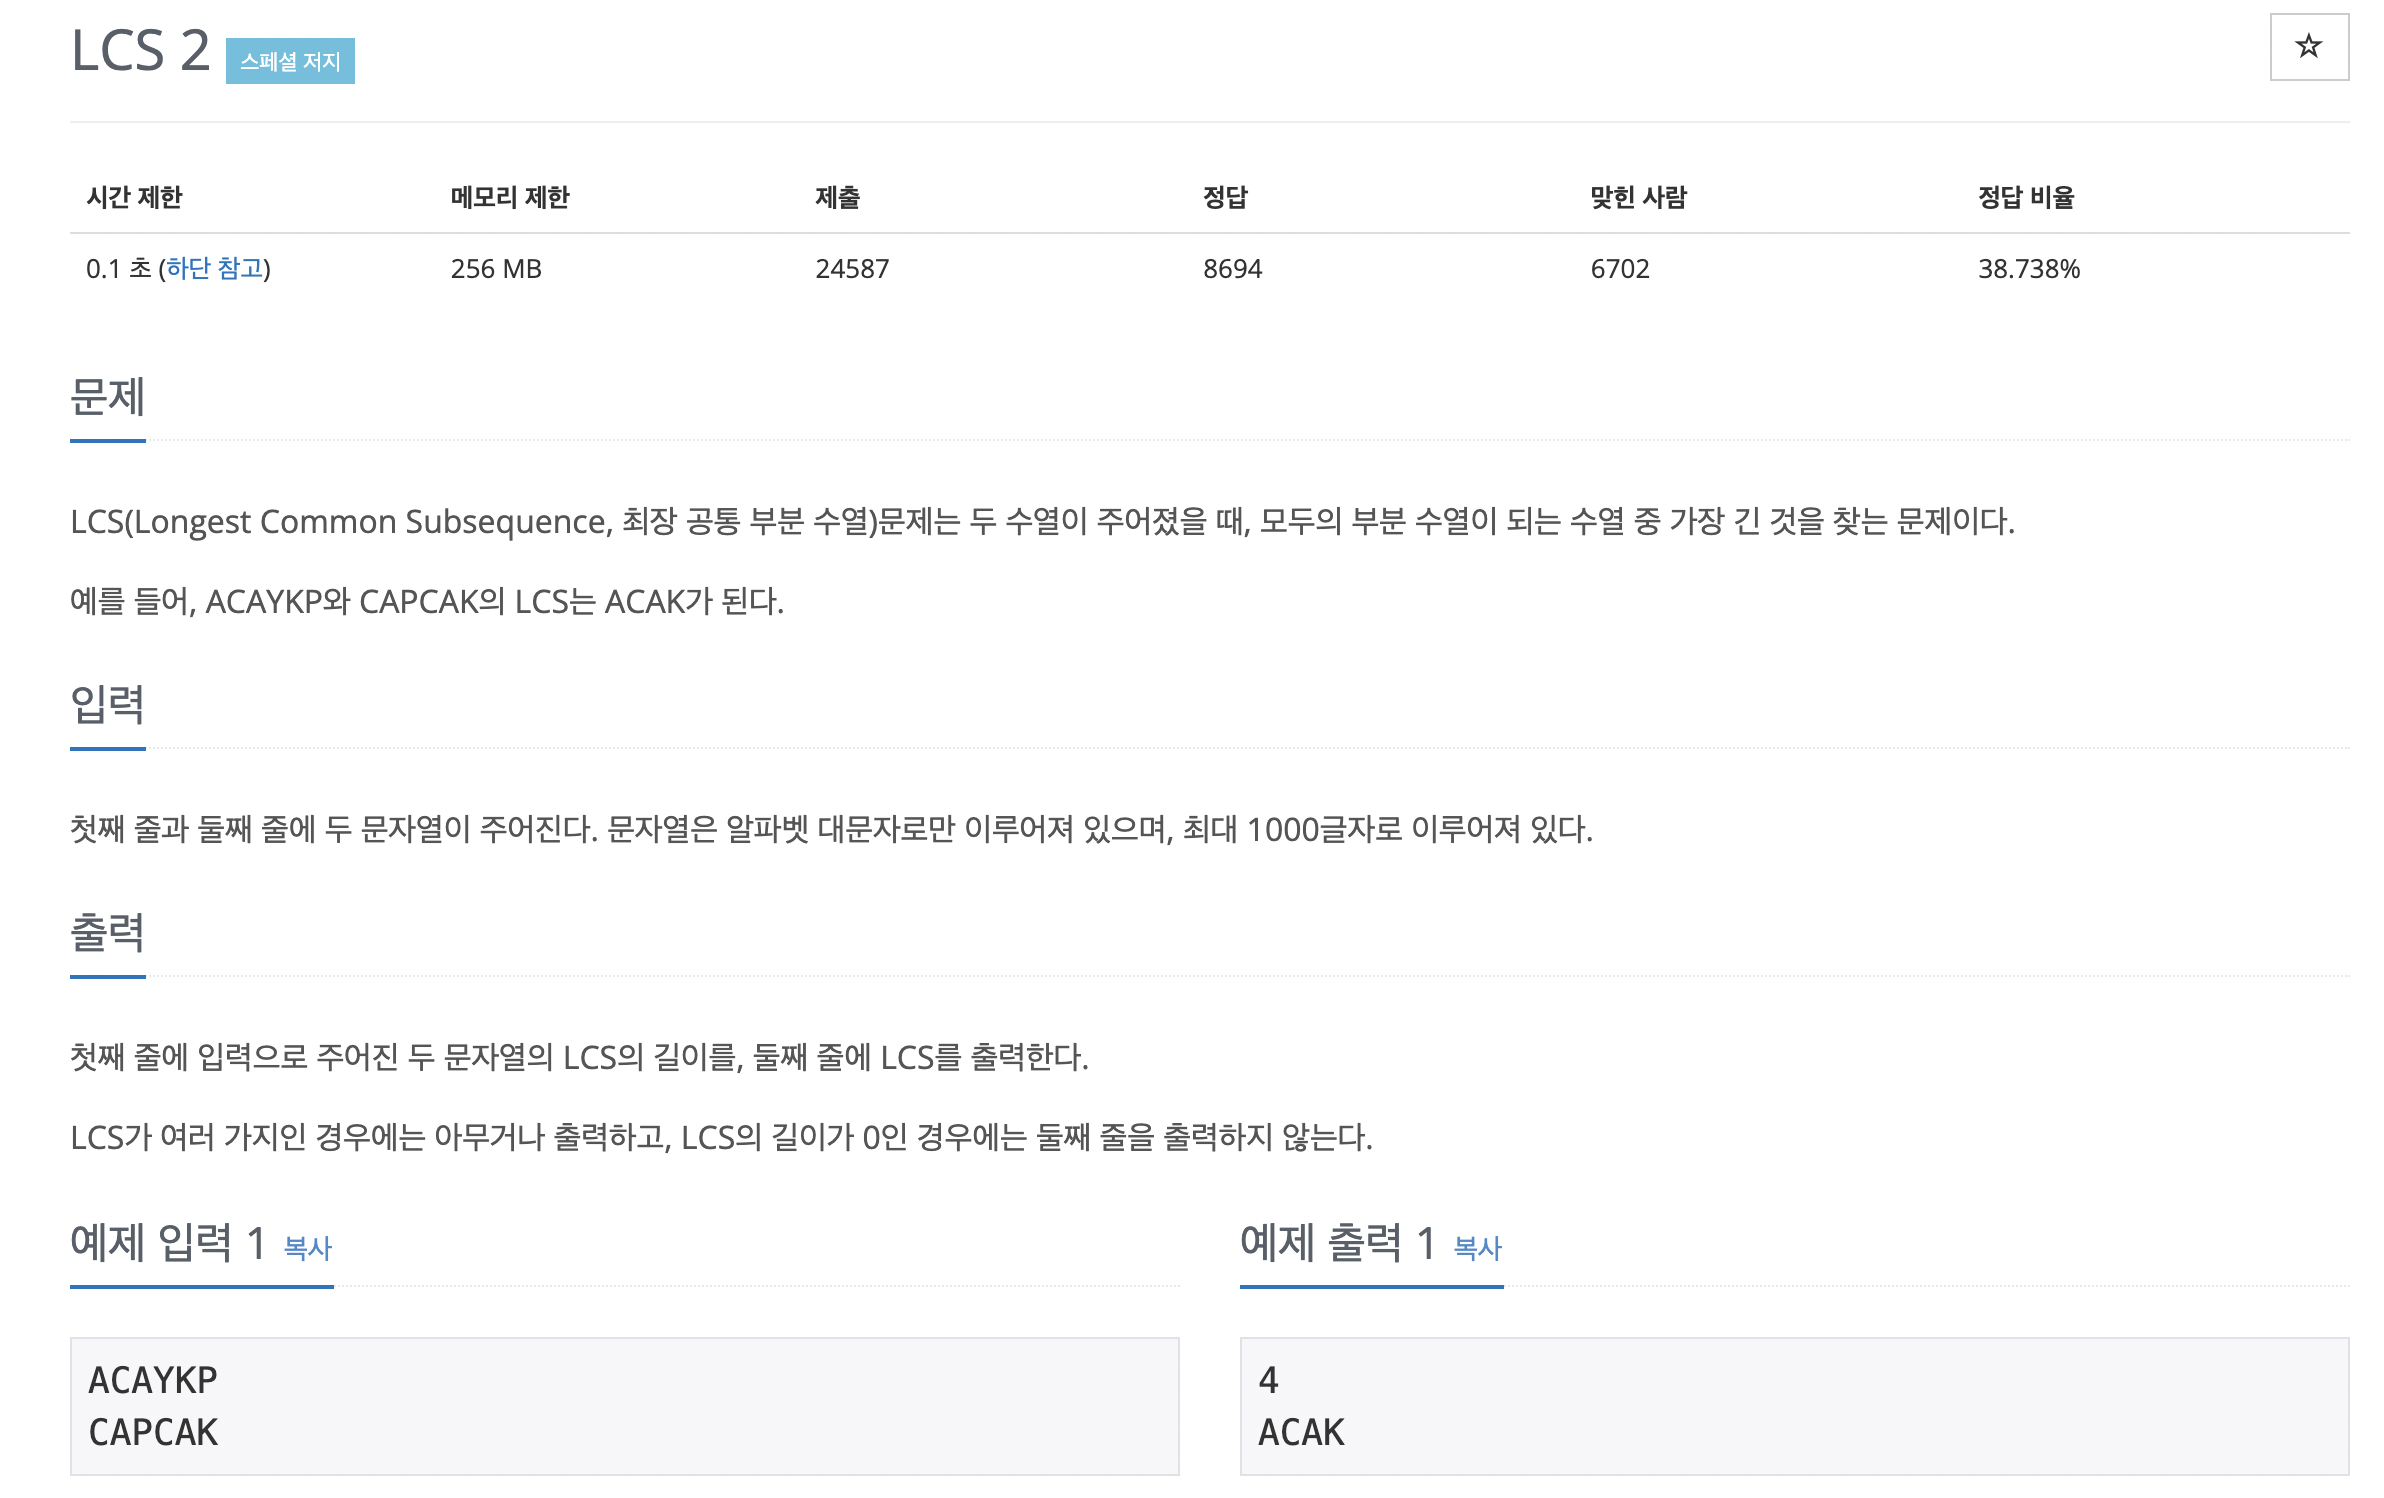 LCS 2 스페셜 저지
☆
시간 제한 메모리 제한 제출 정답 맞힌 사람 정답 비율
0.1 초 (하단 참고) 256 MB 24587 8694 6702 38.738%
문제
LCS(Longest Common Subsequence, 최장 공통 부분 수열)문제는 두 수열이 주어졌을 때, 모두의 부분 수열이 되는 수열 중 가장 긴 것을 찾는 문제이다.
예를 들어, ACAYKP와 CAPCAK의 LCS는 ACAK가 된다.
입력
첫째 줄과 둘째 줄에 두 문자열이 주어진다. 문자열은 알파벳 대문자로만 이루어져 있으며, 최대 1000글자로 이루어져 있다.
출력
첫째 줄에 입력으로 주어진 두 문자열의 LCS의 길이를, 둘째 줄에 LCS를 출력한다.
LCS가 여러 가지인 경우에는 아무거나 출력하고, LCS의 길이가 0인 경우에는 둘째 줄을 출력하지 않는다.
예제 입력 1 복사
ACAYKP
CAPCAK
예제 출력 1 복사
4
ACAK